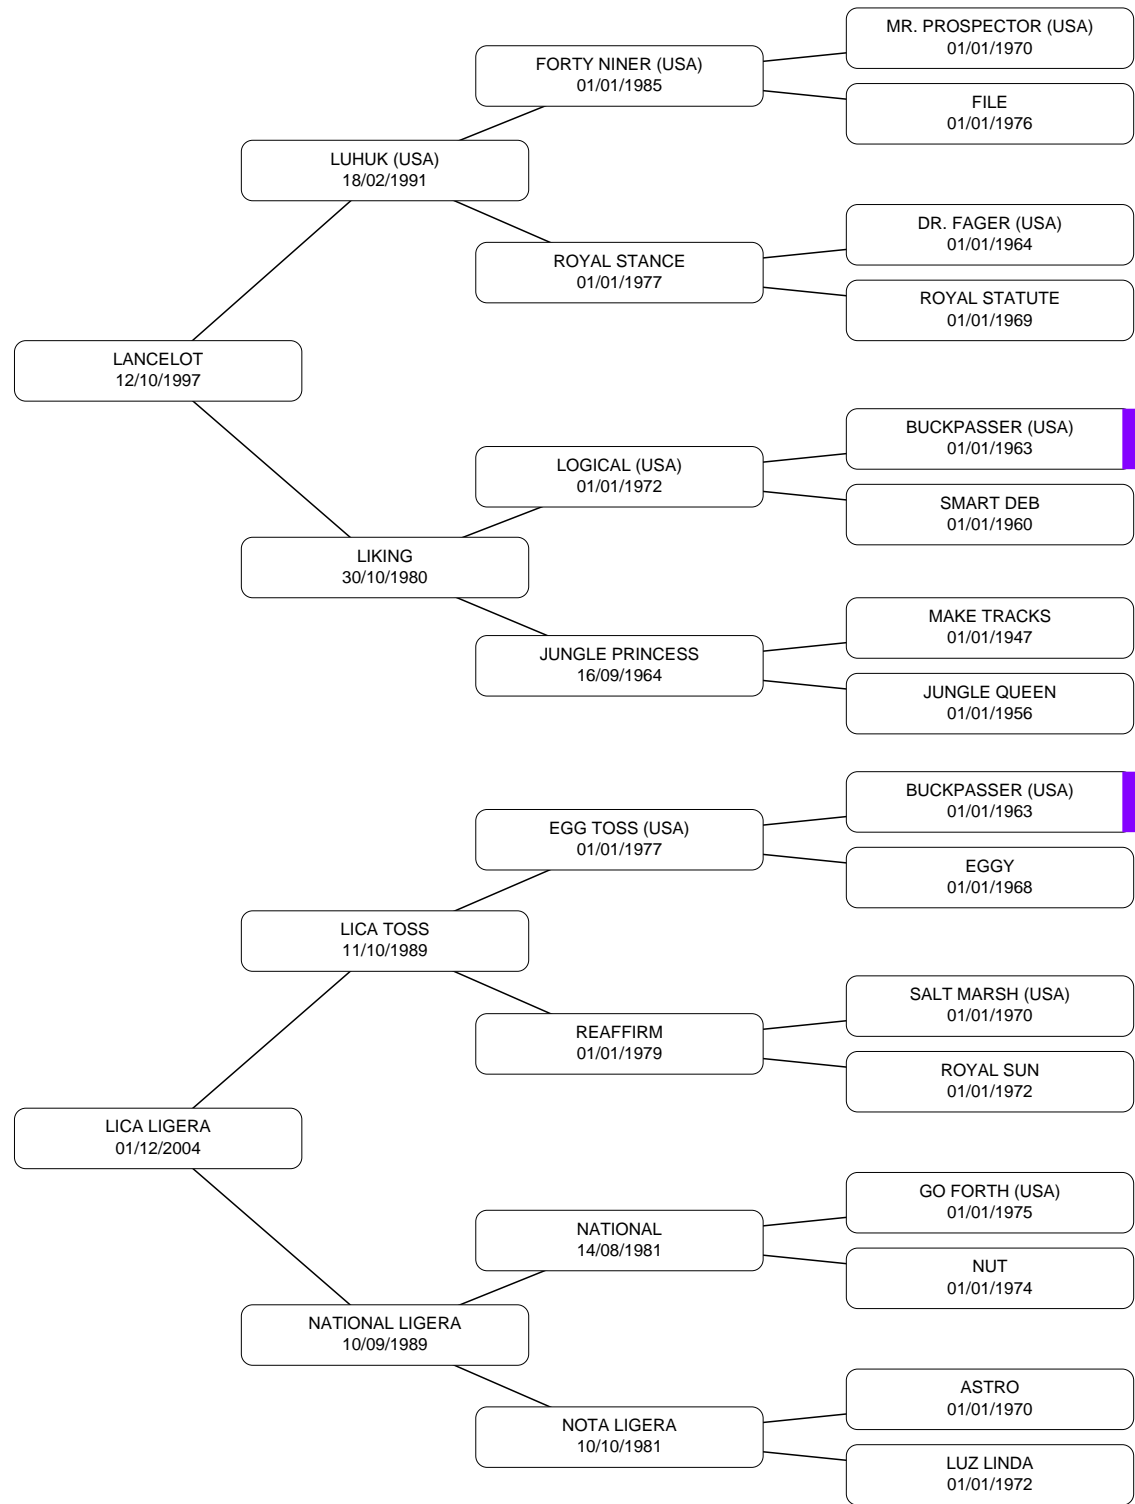 MR. PROSPECTOR (USA)
01/01/1970
FORTY NINER (USA)
01/01/1985
FILE
01/01/1976
LUHUK (USA)
18/02/1991
DR. FAGER (USA)
01/01/1964
ROYAL STANCE
01/01/1977
ROYAL STATUTE
01/01/1969
LANCELOT
12/10/1997
BUCKPASSER (USA)
01/01/1963
LOGICAL (USA)
01/01/1972
SMART DEB
01/01/1960
LIKING
30/10/1980
MAKE TRACKS
01/01/1947
JUNGLE PRINCESS
16/09/1964
JUNGLE QUEEN
01/01/1956
BUCKPASSER (USA)
01/01/1963
EGG TOSS (USA)
01/01/1977
EGGY
01/01/1968
LICA TOSS
11/10/1989
SALT MARSH (USA)
01/01/1970
REAFFIRM
01/01/1979
ROYAL SUN
01/01/1972
LICA LIGERA
01/12/2004
GO FORTH (USA)
01/01/1975
NATIONAL
14/08/1981
NUT
01/01/1974
NATIONAL LIGERA
10/09/1989
ASTRO
01/01/1970
NOTA LIGERA
10/10/1981
LUZ LINDA
01/01/1972